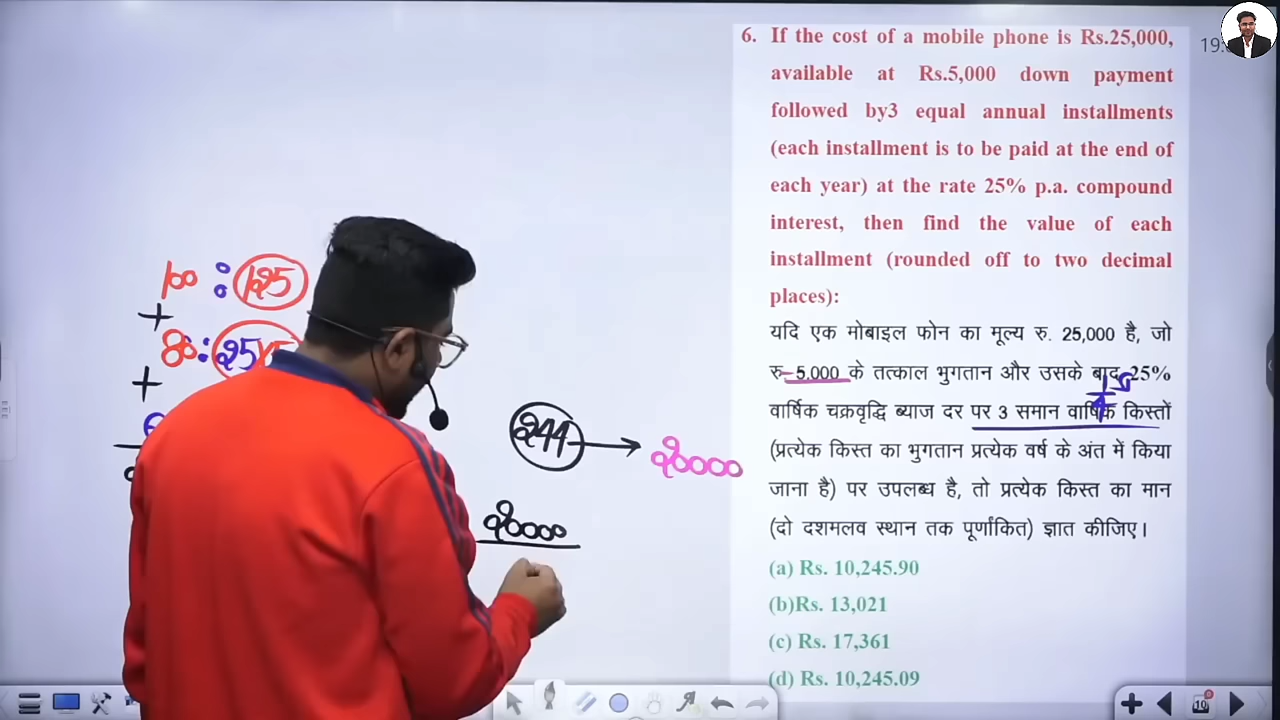 6. If the cost of a mobile phone is Rs.25,000,
available at Rs.5,000 down payment
followed by3 equal annual installments
(each installment is to be paid at the end of
each year) at the rate 25% p.a. compound
interest, then find the value of each
installment (rounded off to two decimal
places):
यदि एक मोबाइल फोन का मूल्य रु. 25,000 है, जो
रु. 5,000 के तत्काल भुगतान और उसके बाद 25%
वार्षिक चक्रवृद्धि ब्याज दर पर 3 समान वार्षिक किस्तों
(प्रत्येक किस्त का भुगतान प्रत्येक वर्ष के अंत में किया
जाना है) पर उपलब्ध है, तो प्रत्येक किस्त का मान
(दो दशमलव स्थान तक पूर्णांकित) ज्ञात कीजिए।
(a) Rs. 10,245.90
(b)Rs. 13,021
(c) Rs. 17,361
(d) Rs. 10,245.09
100 : 125
+
80 : 25
+
244 → 20000
20000
10